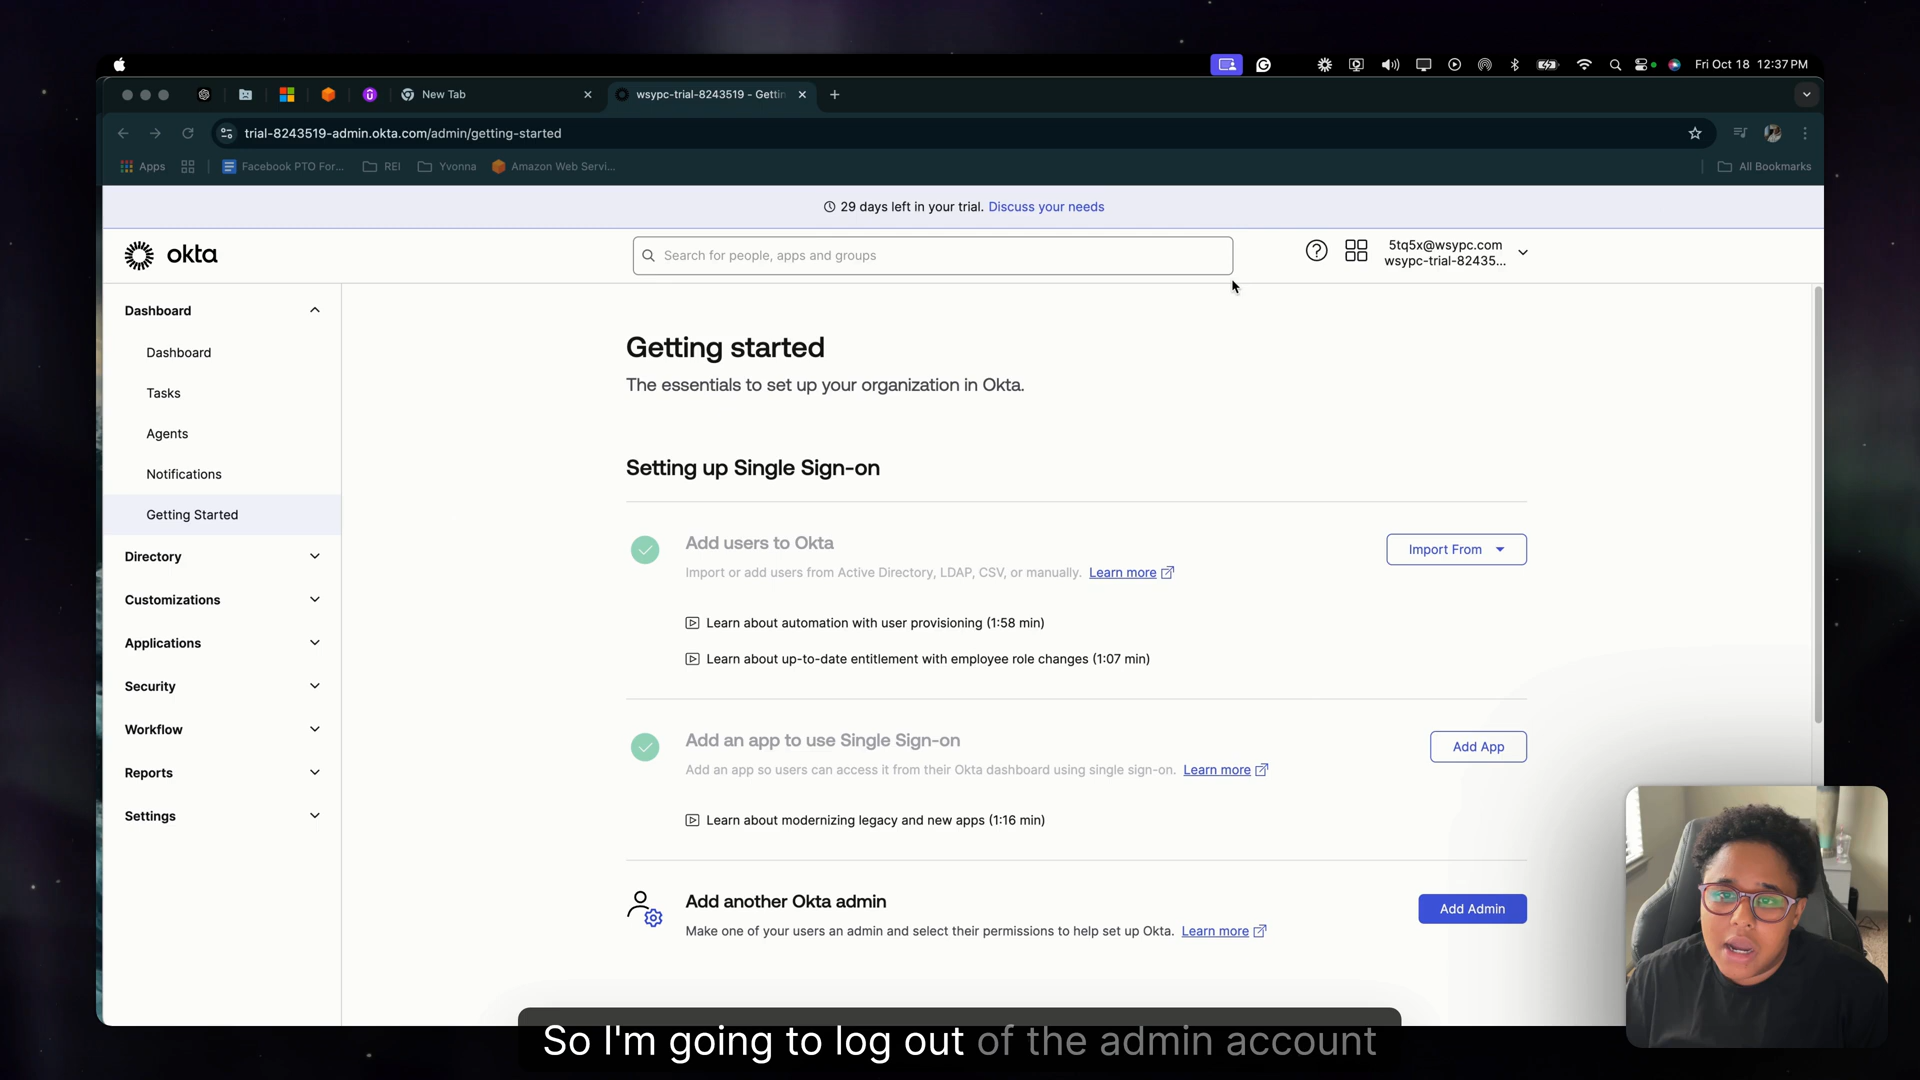 Fri Oct 18 12:37 PM
New Tab
wsypc-trial-8243519 - Gettin
trial-8243519-admin.okta.com/admin/getting-started
Apps
Facebook PTO For...
REI
Yvonna
Amazon Web Servi...
All Bookmarks
29 days left in your trial. Discuss your needs
okta
Search for people, apps and groups
5tq5x@wsypc.com
wsypc-trial-82435...
Dashboard
Dashboard
Tasks
Agents
Notifications
Getting Started
Directory
Customizations
Applications
Security
Workflow
Reports
Settings
Getting started
The essentials to set up your organization in Okta.
Setting up Single Sign-on
Add users to Okta
Import or add users from Active Directory, LDAP, CSV, or manually. Learn more
Import From
Learn about automation with user provisioning (1:58 min)
Learn about up-to-date entitlement with employee role changes (1:07 min)
Add an app to use Single Sign-on
Add an app so users can access it from their Okta dashboard using single sign-on. Learn more
Add App
Learn about modernizing legacy and new apps (1:16 min)
Add another Okta admin
Make one of your users an admin and select their permissions to help set up Okta. Learn more
Add Admin
So I'm going to log out of the admin account